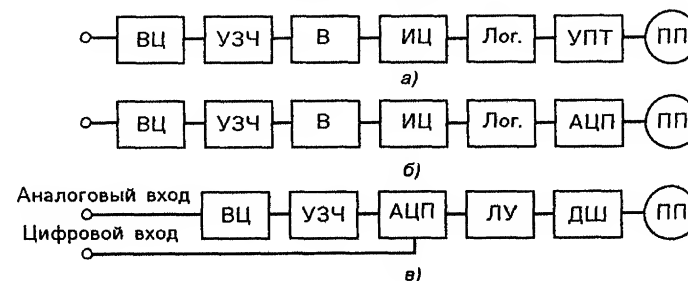 ВЦ УЗЧ В ИЦ Лог. УПТ ПП
а)
ВЦ УЗЧ В ИЦ Лог. АЦП ПП
б)
Аналоговый вход
ВЦ УЗЧ АЦП ЛУ ДШ ПП
Цифровой вход
в)